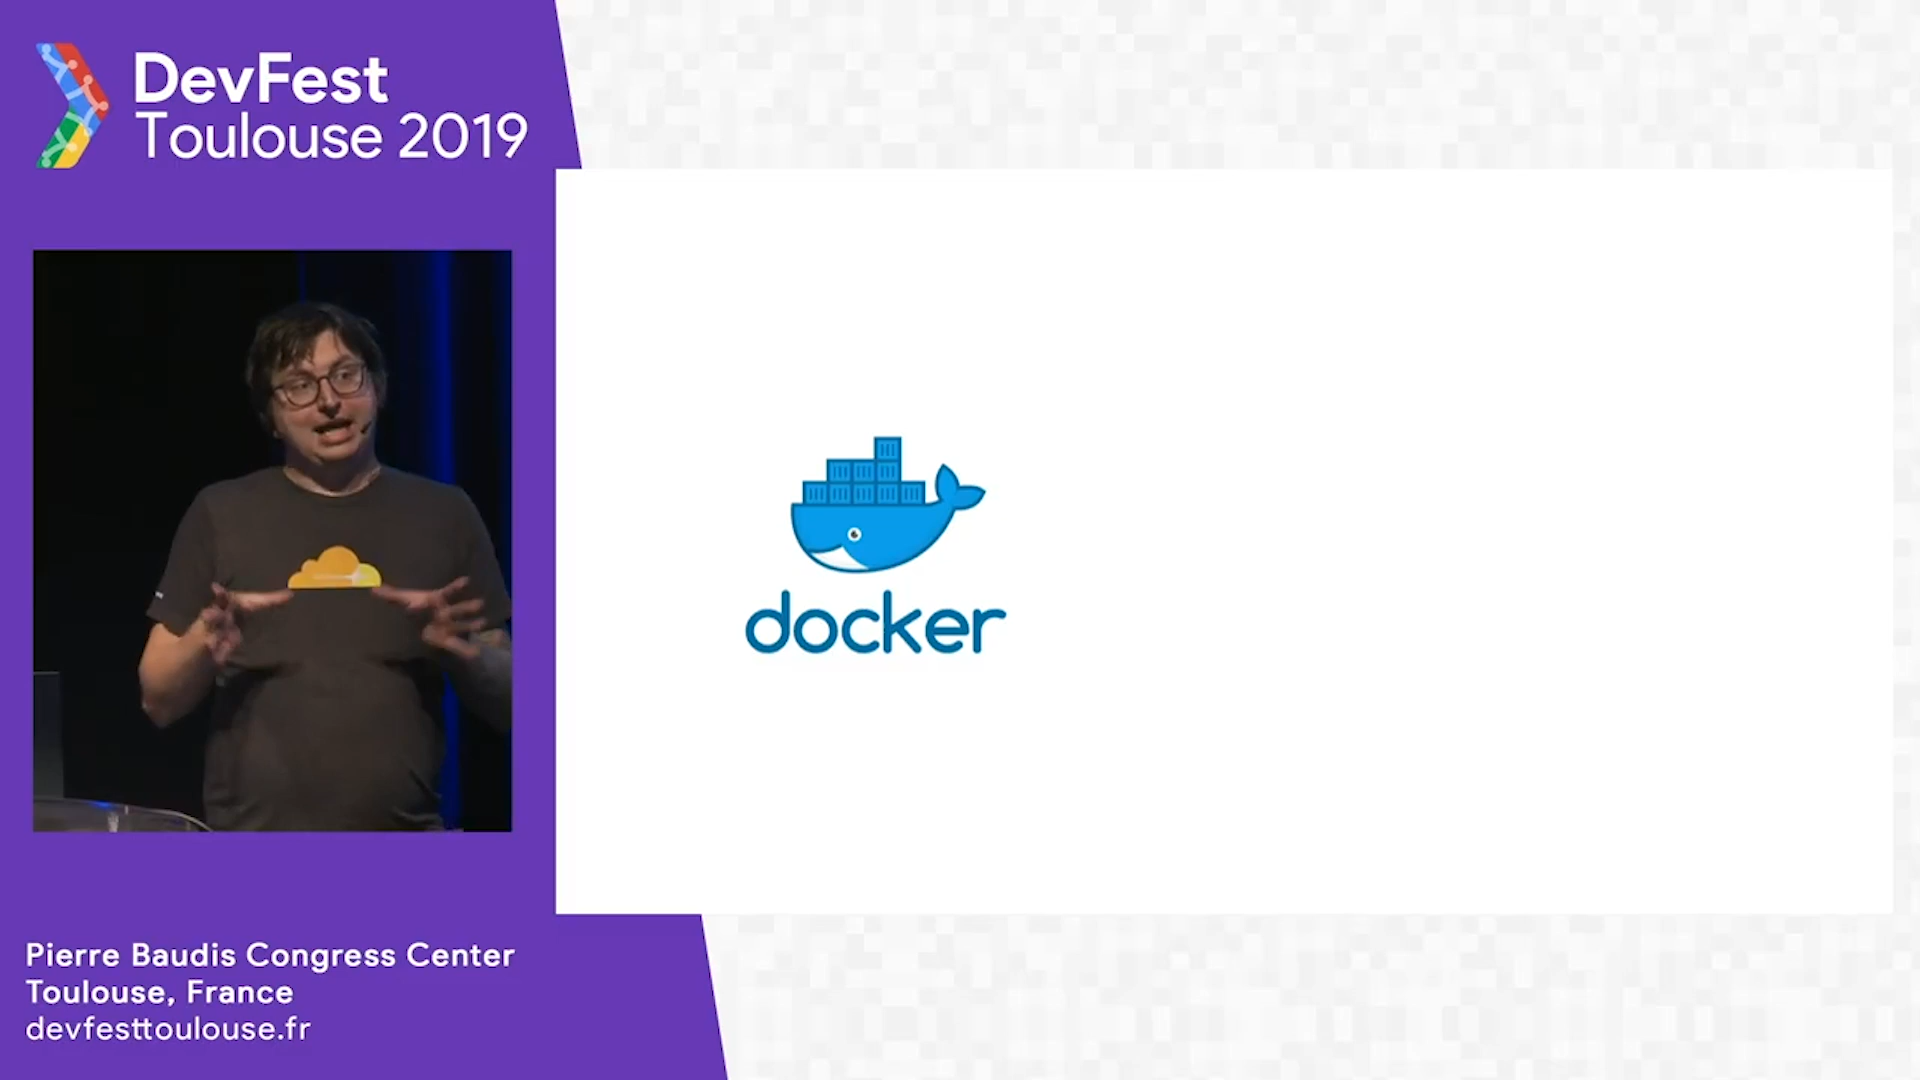 DevFest
Toulouse 2019
docker
Pierre Baudis Congress Center
Toulouse, France
devfesttoulouse.fr